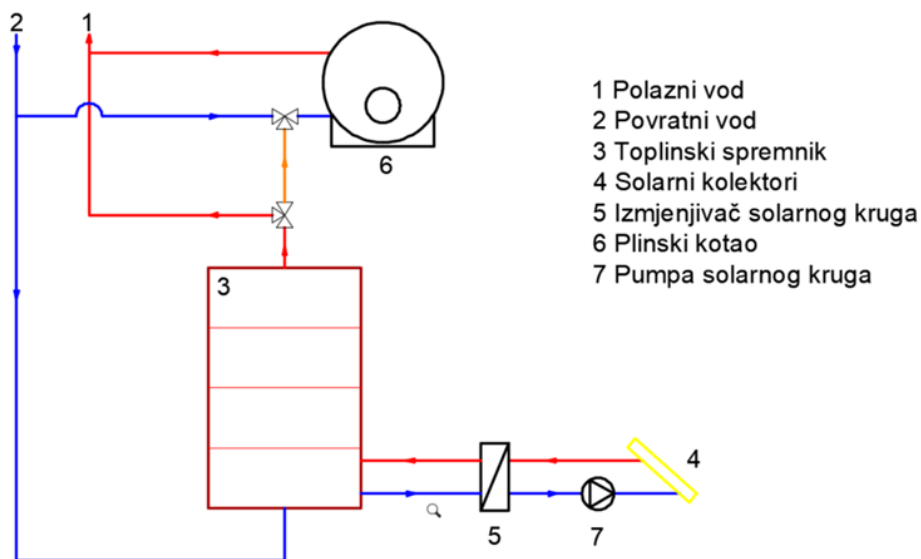 2
1
1 Polazni vod
2 Povratni vod
3 Toplinski spremnik
4 Solarni kolektori
5 Izmjenjivač solarnog kruga
6 Plinski kotao
7 Pumpa solarnog kruga
6
3
4
5
7